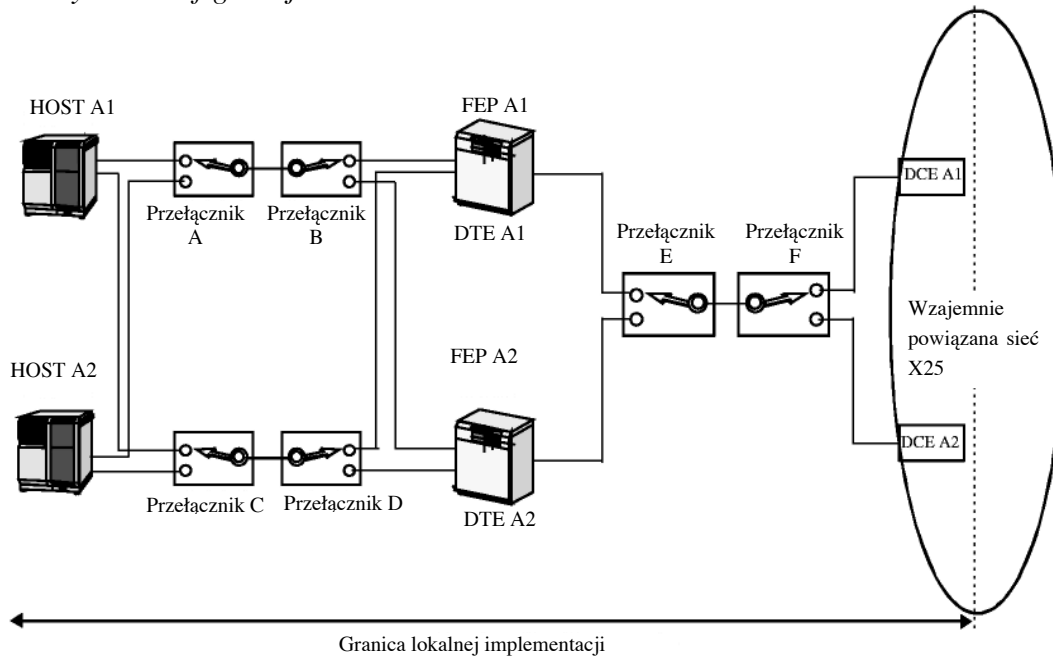 HOST A1
FEP A1
DCE A1
Przełącznik
A
Przełącznik
B
DTE A1
Przełącznik
E
Przełącznik
F
Wzajemnie
powiązana sieć
X25
HOST A2
FEP A2
DCE A2
Przełącznik C
Przełącznik D
DTE A2
Granica lokalnej implementacji